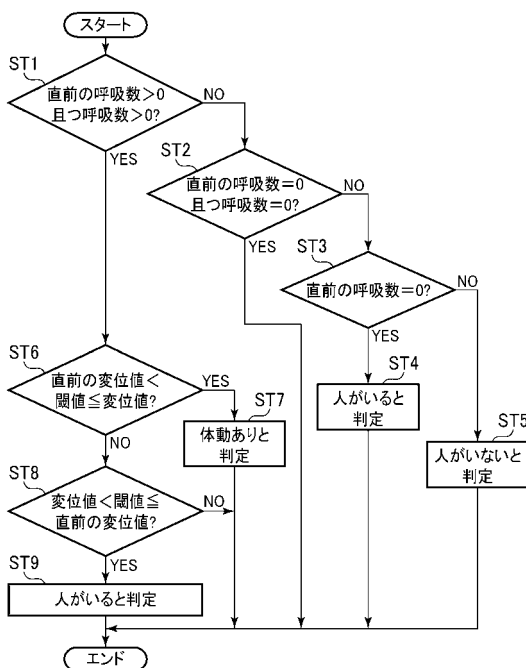 スタート
ST1
直前の呼吸数>0
且つ呼吸数>0?
NO
YES
ST2
直前の呼吸数=0
且つ呼吸数=0?
NO
YES
ST3
直前の呼吸数=0?
NO
YES
ST4
人がいると
判定
ST5
人がいないと
判定
ST6
直前の変位値<
閾値≦変位値?
YES
NO
ST7
体動ありと
判定
ST8
変位値<閾値≦
直前の変位値?
NO
YES
ST9
人がいると判定
エンド